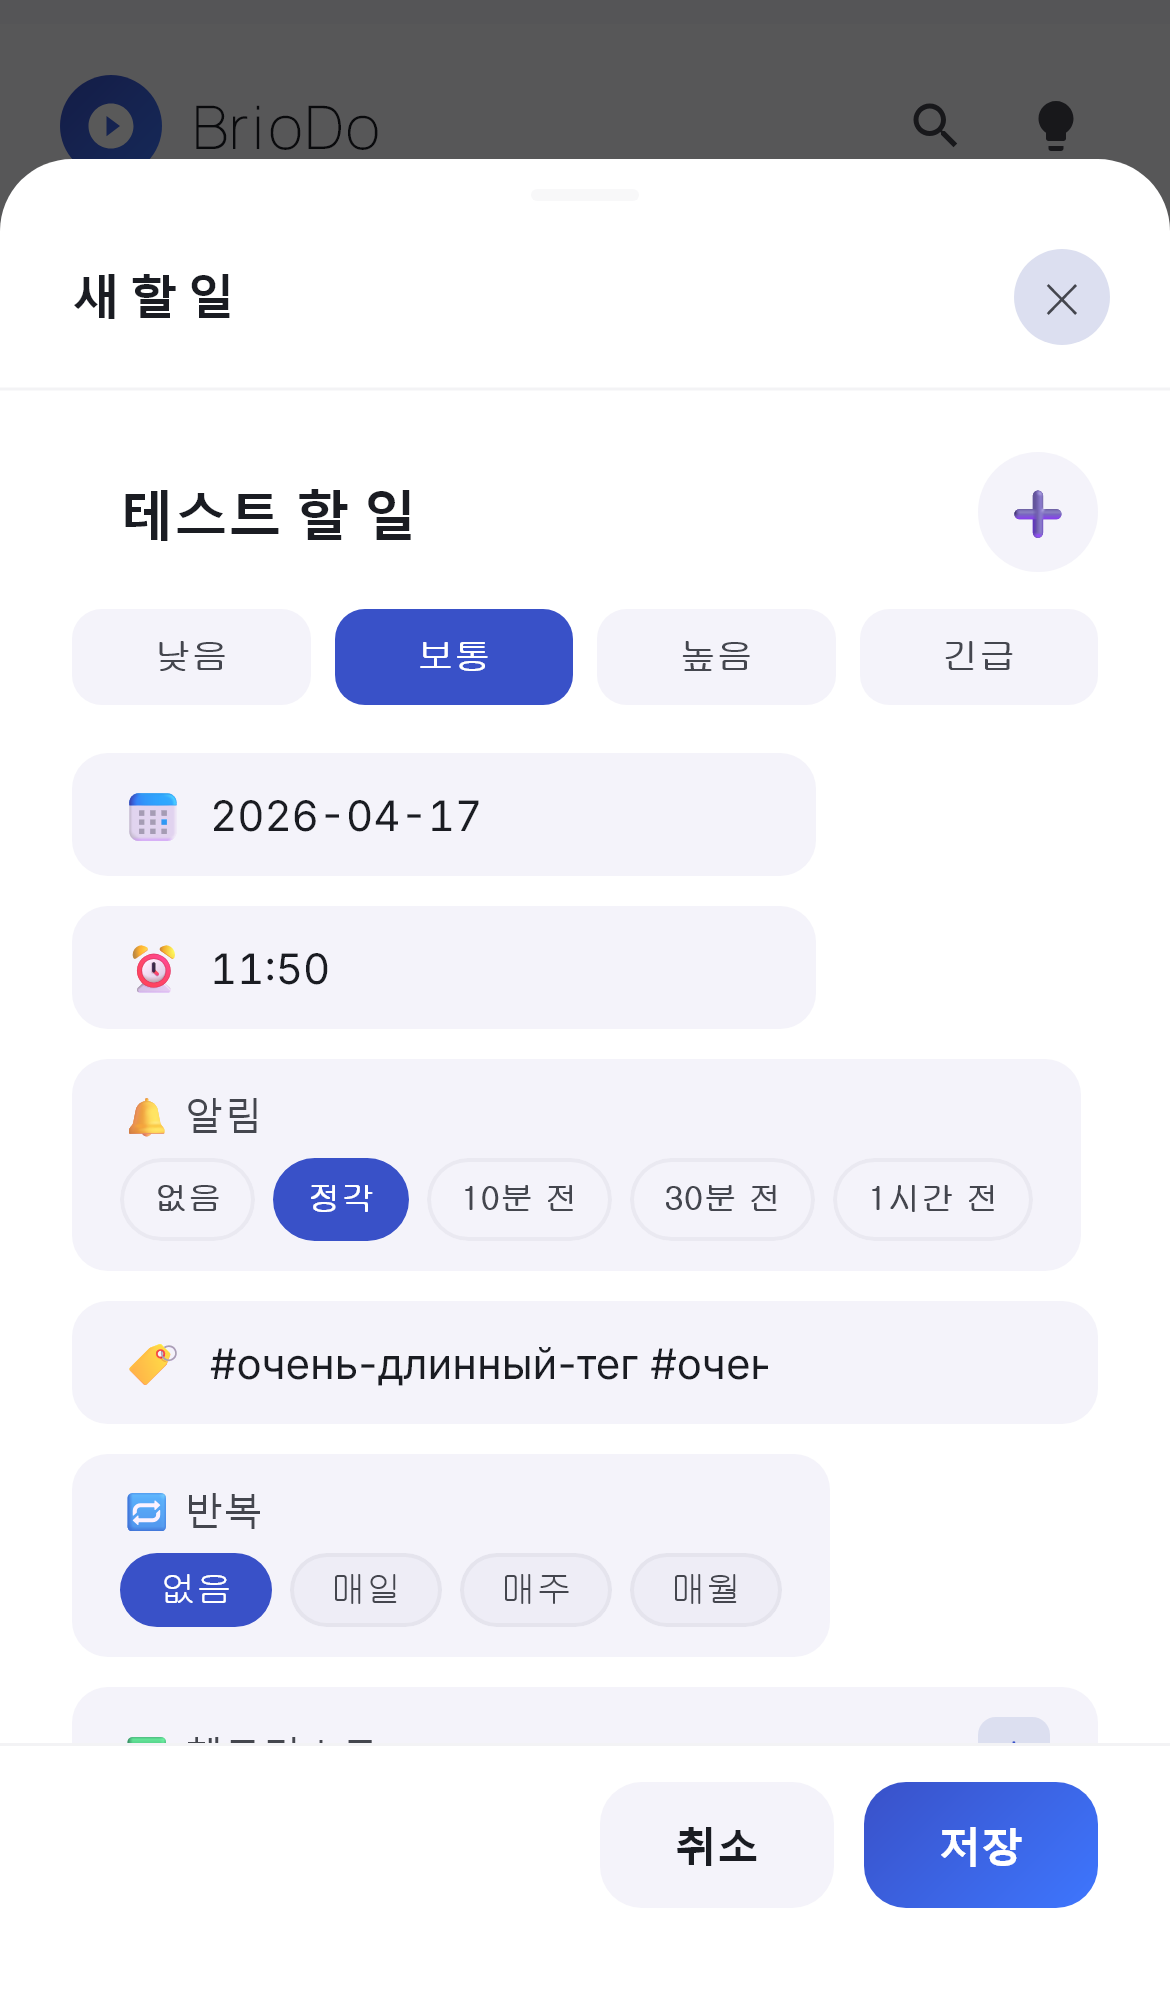 BrioDo
새 할 일
테스트 할 일
낮음 보통 높음 긴급
2026-04-17
11:50
알림
없음 정각 10분 전 30분 전 1시간 전
#очень-длинный-тег #очен
반복
없음 매일 매주 매월
취소 저장